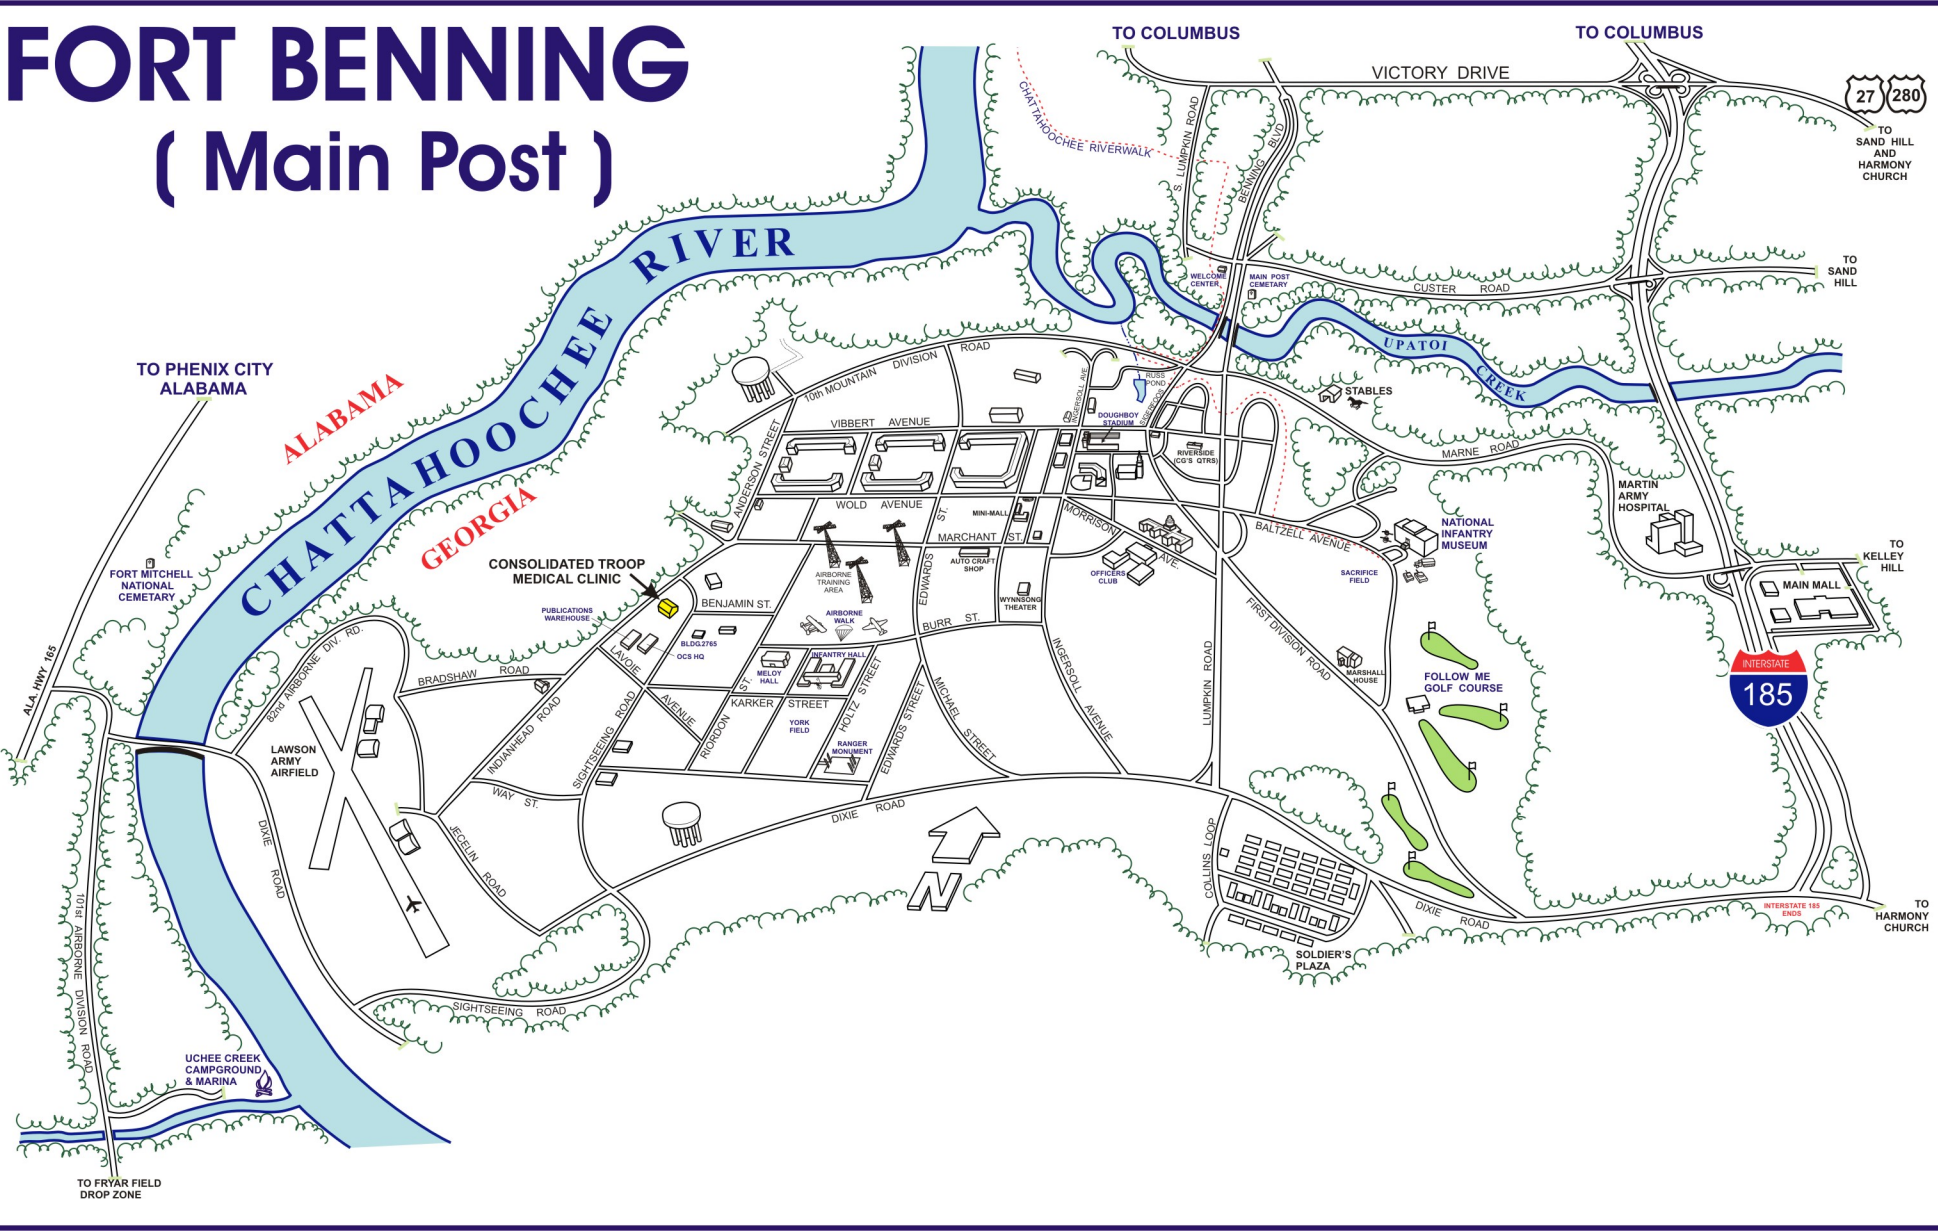 FORT BENNING
( Main Post )
TO COLUMBUS
TO COLUMBUS
VICTORY DRIVE
27
280
TO
SAND HILL
AND
HARMONY
CHURCH
CHATTAHOOCHEE RIVERWALK
S. LUMPKIN ROAD
BENNING BLVD
WELCOME
CENTER
MAIN POST
CEMETARY
CUSTER ROAD
TO
SAND
HILL
CHATTAHOOCHEE RIVER
UPATOI
CREEK
TO PHENIX CITY
ALABAMA
ALABAMA
GEORGIA
10th MOUNTAIN DIVISION ROAD
INGERSOLL AVE
RUSS
POND
DOUGHBOY
STADIUM
STABLES
VIBBERT AVENUE
ANDERSON STREET
RIVERSIDE
(CG'S QTRS)
MARNE ROAD
MARTIN
ARMY
HOSPITAL
WOLD AVENUE
ST.
MINI-MALL
MORRISON AVE.
MARCHANT ST.
BALTZELL AVENUE
NATIONAL
INFANTRY
MUSEUM
TO
KELLEY
HILL
MAIN MALL
CONSOLIDATED TROOP
MEDICAL CLINIC
AIRBORNE
TRAINING
AREA
EDWARDS
AUTO CRAFT
SHOP
OFFICERS
CLUB
SACRIFICE
FIELD
FORT MITCHELL
NATIONAL
CEMETARY
PUBLICATIONS
WAREHOUSE
BENJAMIN ST.
AIRBORNE
WALK
WYNNSONG
THEATER
BURR ST.
FIRST DIVISION ROAD
BLDG.2765
OCS HQ
LAVOIE
AVENUE
INFANTRY HALL
MELOY
HALL
ST.
RIORDON
KARKER STREET
YORK
FIELD
HOLTZ STREET
EDWARDS STREET
RANGER
MONUMENT
MICHAEL STREET
INGERSOLL AVENUE
LUMPKIN ROAD
MARSHALL
HOUSE
FOLLOW ME
GOLF COURSE
INTERSTATE
185
ALA. HWY 165
82nd AIRBORNE DIV. RD.
BRADSHAW ROAD
INDIANHEAD ROAD
SIGHTSEEING ROAD
LAWSON
ARMY
AIRFIELD
WAY ST.
DIXIE ROAD
JECELIN ROAD
DIXIE ROAD
N
COLLINS LOOP
SOLDIER'S
PLAZA
DIXIE ROAD
INTERSTATE 185
ENDS
TO
HARMONY
CHURCH
101st AIRBORNE DIVISION ROAD
SIGHTSEEING ROAD
UCHEE CREEK
CAMPGROUND
& MARINA
TO FRYAR FIELD
DROP ZONE